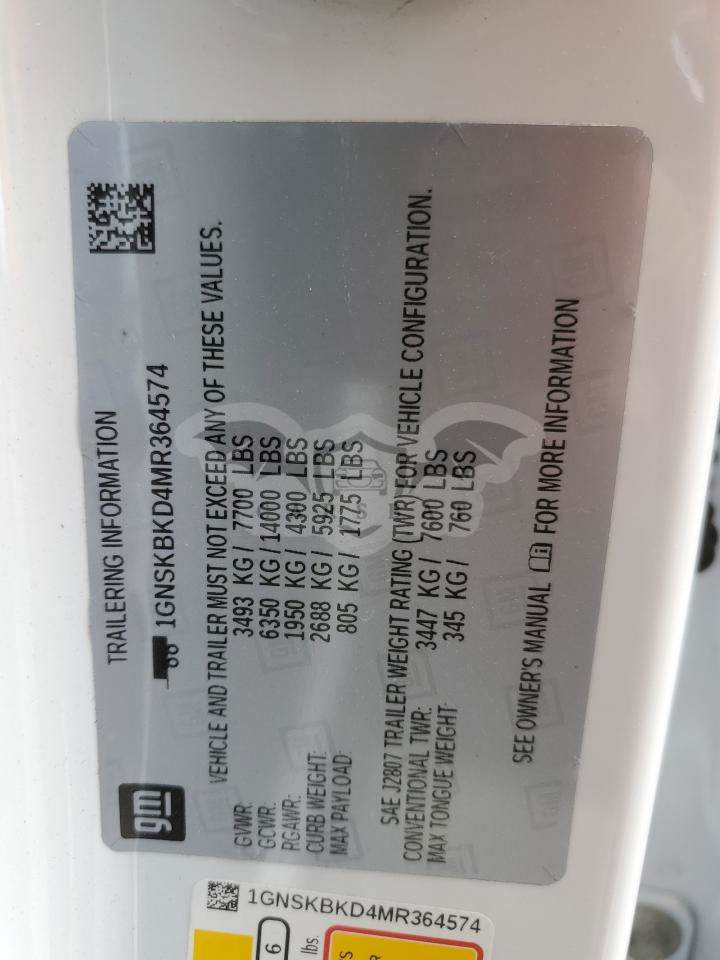 TRAILERING INFORMATION
1GNSKBKD4MR364574
gm
VEHICLE AND TRAILER MUST NOT EXCEED ANY OF THESE VALUES.
GVWR: 3493 KG/ 7700 LBS
GCWR: 6350 KG/14000 LBS
RGAWR: 1950 KG/ 4300 LBS
CURB WEIGHT: 2688 KG/ 5925 LBS
MAX PAYLOAD: 805 KG/ 1775 LBS
SAE J2807 TRAILER WEIGHT RATING (TWR) FOR VEHICLE CONFIGURATION.
CONVENTIONAL TWR: 3447 KG/ 7600 LBS
MAX TONGUE WEIGHT: 345 KG/ 760 LBS
SEE OWNER'S MANUAL FOR MORE INFORMATION
1GNSKBKD4MR364574
6
lbs.